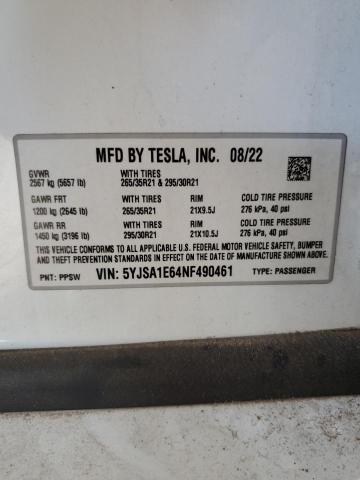 MFD BY TESLA, INC. 08/22
GVWR WITH TIRES
2567 kg (5657 lb) 265/35R21 & 295/30R21
GAWR FRT WITH TIRES RIM COLD TIRE PRESSURE
1200 kg (2645 lb) 265/35R21 21X9.5J 276 kPa, 40 psi
GAWR RR WITH TIRES RIM COLD TIRE PRESSURE
1450 kg (3196 lb) 295/30R21 21X10.5J 276 kPa, 40 psi
THIS VEHICLE CONFORMS TO ALL APPLICABLE U.S. FEDERAL MOTOR VEHICLE SAFETY, BUMPER
AND THEFT PREVENTION STANDARDS IN EFFECT ON THE DATE OF MANUFACTURE SHOWN ABOVE.
PNT: PPSW VIN: 5YJSA1E64NF490461 TYPE: PASSENGER